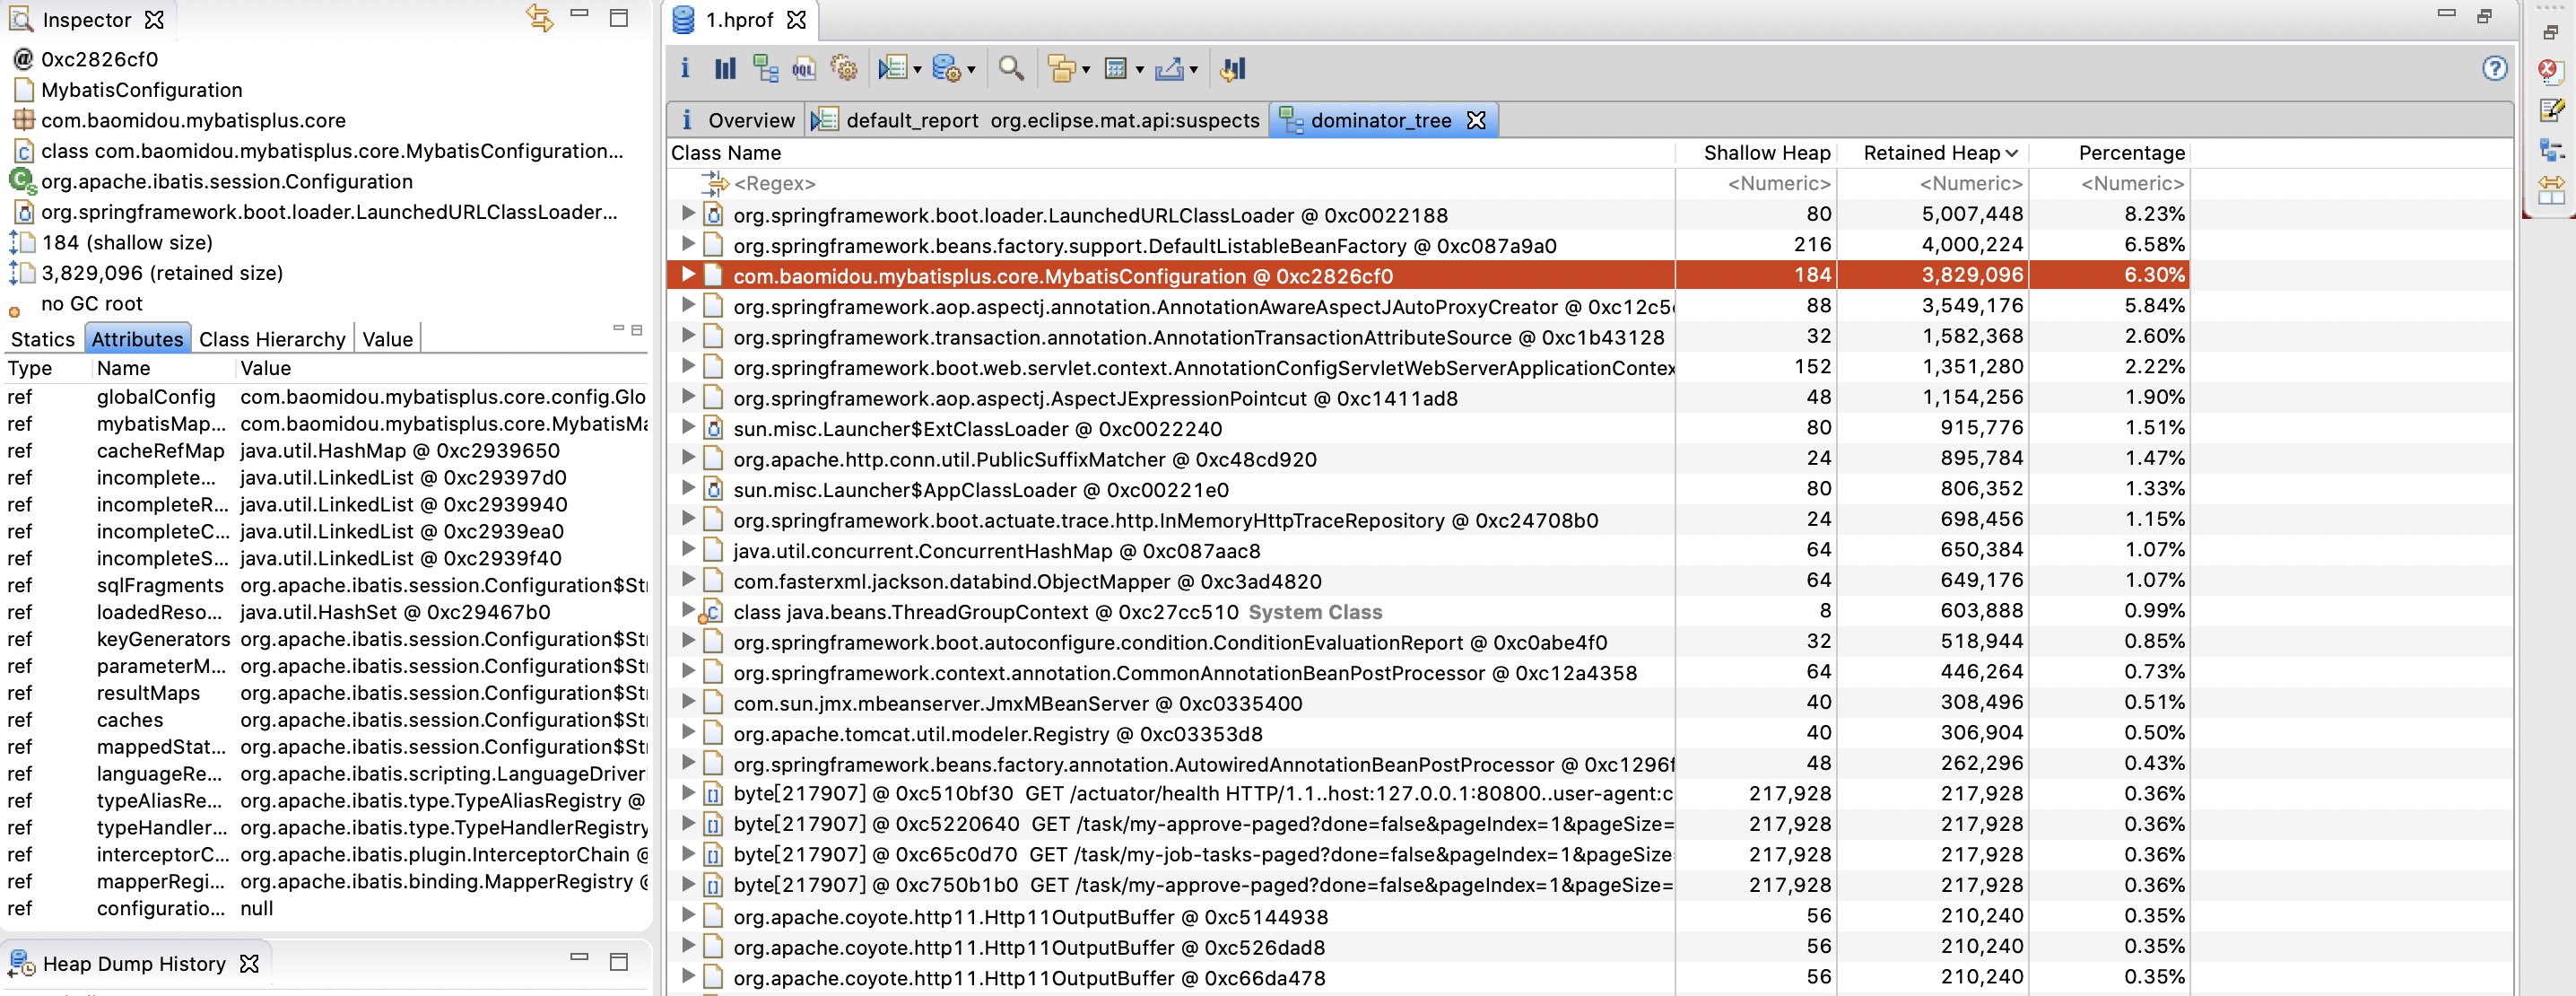 Inspector
@ 0xc2826cf0
MybatisConfiguration
com.baomidou.mybatisplus.core
class com.baomidou.mybatisplus.core.MybatisConfiguration...
org.apache.ibatis.session.Configuration
org.springframework.boot.loader.LaunchedURLClassLoader...
184 (shallow size)
3,829,096 (retained size)
no GC root
Statics Attributes Class Hierarchy Value
Type Name Value
ref globalConfig com.baomidou.mybatisplus.core.config.Glo
ref mybatisMap... com.baomidou.mybatisplus.core.MybatisMa
ref cacheRefMap java.util.HashMap @ 0xc2939650
ref incomplete... java.util.LinkedList @ 0xc29397d0
ref incompleteR... java.util.LinkedList @ 0xc2939940
ref incompleteC... java.util.LinkedList @ 0xc2939ea0
ref incompleteS... java.util.LinkedList @ 0xc2939f40
ref sqlFragments org.apache.ibatis.session.Configuration$Str
ref loadedReso... java.util.HashSet @ 0xc29467b0
ref keyGenerators org.apache.ibatis.session.Configuration$Str
ref parameterM... org.apache.ibatis.session.Configuration$Str
ref resultMaps org.apache.ibatis.session.Configuration$Str
ref caches org.apache.ibatis.session.Configuration$Str
ref mappedStat... org.apache.ibatis.session.Configuration$Str
ref languageRe... org.apache.ibatis.scripting.LanguageDriver
ref typeAliasRe... org.apache.ibatis.type.TypeAliasRegistry @
ref typeHandler... org.apache.ibatis.type.TypeHandlerRegistry
ref interceptorC... org.apache.ibatis.plugin.InterceptorChain @
ref mapperRegi... org.apache.ibatis.binding.MapperRegistry @
ref configuratio... null
Heap Dump History
1.hprof
i OQL
i Overview default_report org.eclipse.mat.api:suspects dominator_tree
Class Name Shallow Heap Retained Heap Percentage
<Regex> <Numeric> <Numeric> <Numeric>
org.springframework.boot.loader.LaunchedURLClassLoader @ 0xc0022188 80 5,007,448 8.23%
org.springframework.beans.factory.support.DefaultListableBeanFactory @ 0xc087a9a0 216 4,000,224 6.58%
com.baomidou.mybatisplus.core.MybatisConfiguration @ 0xc2826cf0 184 3,829,096 6.30%
org.springframework.aop.aspectj.annotation.AnnotationAwareAspectJAutoProxyCreator @ 0xc12c5 88 3,549,176 5.84%
org.springframework.transaction.annotation.AnnotationTransactionAttributeSource @ 0xc1b43128 32 1,582,368 2.60%
org.springframework.boot.web.servlet.context.AnnotationConfigServletWebServerApplicationContex 152 1,351,280 2.22%
org.springframework.aop.aspectj.AspectJExpressionPointcut @ 0xc1411ad8 48 1,154,256 1.90%
sun.misc.Launcher$ExtClassLoader @ 0xc0022240 80 915,776 1.51%
org.apache.http.conn.util.PublicSuffixMatcher @ 0xc48cd920 24 895,784 1.47%
sun.misc.Launcher$AppClassLoader @ 0xc00221e0 80 806,352 1.33%
org.springframework.boot.actuate.trace.http.InMemoryHttpTraceRepository @ 0xc24708b0 24 698,456 1.15%
java.util.concurrent.ConcurrentHashMap @ 0xc087aac8 64 650,384 1.07%
com.fasterxml.jackson.databind.ObjectMapper @ 0xc3ad4820 64 649,176 1.07%
class java.beans.ThreadGroupContext @ 0xc27cc510 System Class 8 603,888 0.99%
org.springframework.boot.autoconfigure.condition.ConditionEvaluationReport @ 0xc0abe4f0 32 518,944 0.85%
org.springframework.context.annotation.CommonAnnotationBeanPostProcessor @ 0xc12a4358 64 446,264 0.73%
com.sun.jmx.mbeanserver.JmxMBeanServer @ 0xc0335400 40 308,496 0.51%
org.apache.tomcat.util.modeler.Registry @ 0xc03353d8 40 306,904 0.50%
org.springframework.beans.factory.annotation.AutowiredAnnotationBeanPostProcessor @ 0xc1296f 48 262,296 0.43%
byte[217907] @ 0xc510bf30 GET /actuator/health HTTP/1.1..host:127.0.0.1:80800..user-agent:c 217,928 217,928 0.36%
byte[217907] @ 0xc5220640 GET /task/my-approve-paged?done=false&pageIndex=1&pageSize= 217,928 217,928 0.36%
byte[217907] @ 0xc65c0d70 GET /task/my-job-tasks-paged?done=false&pageIndex=1&pageSize 217,928 217,928 0.36%
byte[217907] @ 0xc750b1b0 GET /task/my-approve-paged?done=false&pageIndex=1&pageSize= 217,928 217,928 0.36%
org.apache.coyote.http11.Http11OutputBuffer @ 0xc5144938 56 210,240 0.35%
org.apache.coyote.http11.Http11OutputBuffer @ 0xc526dad8 56 210,240 0.35%
org.apache.coyote.http11.Http11OutputBuffer @ 0xc66da478 56 210,240 0.35%